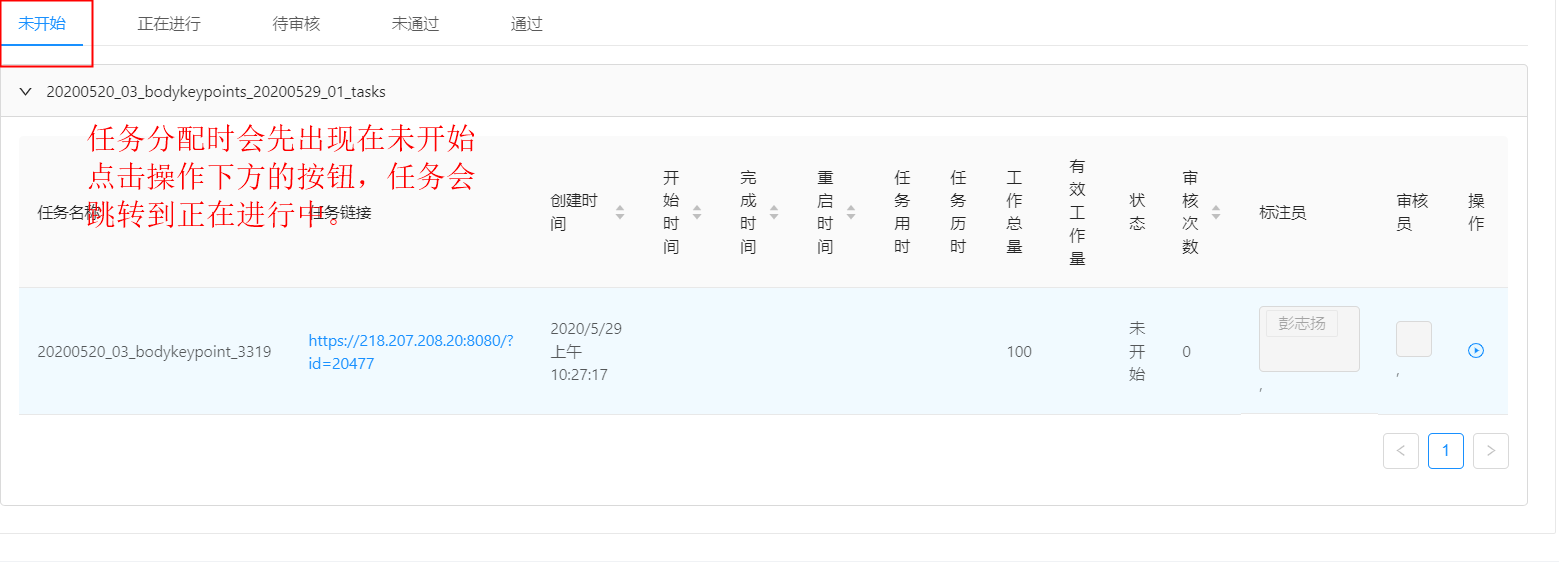 未开始 正在进行 待审核 未通过 通过
20200520_03_bodykeypoints_20200529_01_tasks
任务分配时会先出现在未开始
点击操作下方的按钮，任务会
跳转到正在进行中。
任务名称 任务链接 创建时间 开始时间 完成时间 重启时间 任务用时 任务历时 工作总量 有效工作量 状态 审核次数 标注员 审核员 操作
20200520_03_bodykeypoint_3319
https://218.207.208.20:8080/?
id=20477
2020/5/29
上午
10:27:17
100
未开始
0
彭志扬
,
,
< 1 >